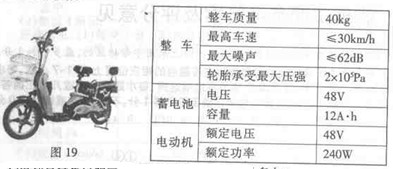 整车质量 40kg
整 车 最高车速 ≤30km/h
最大噪声 ≤62dB
轮胎承受最大压强 2×10⁵Pa
蓄电池 电压 48V
容量 12A·h
电动机 额定电压 48V
额定功率 240W
图 19